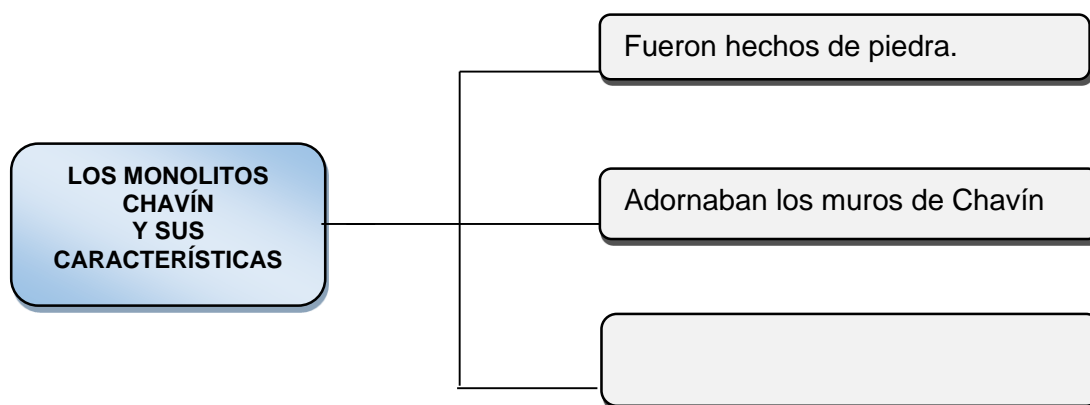 Fueron hechos de piedra.
LOS MONOLITOS
CHAVÍN
Y SUS
CARACTERÍSTICAS
Adornaban los muros de Chavín